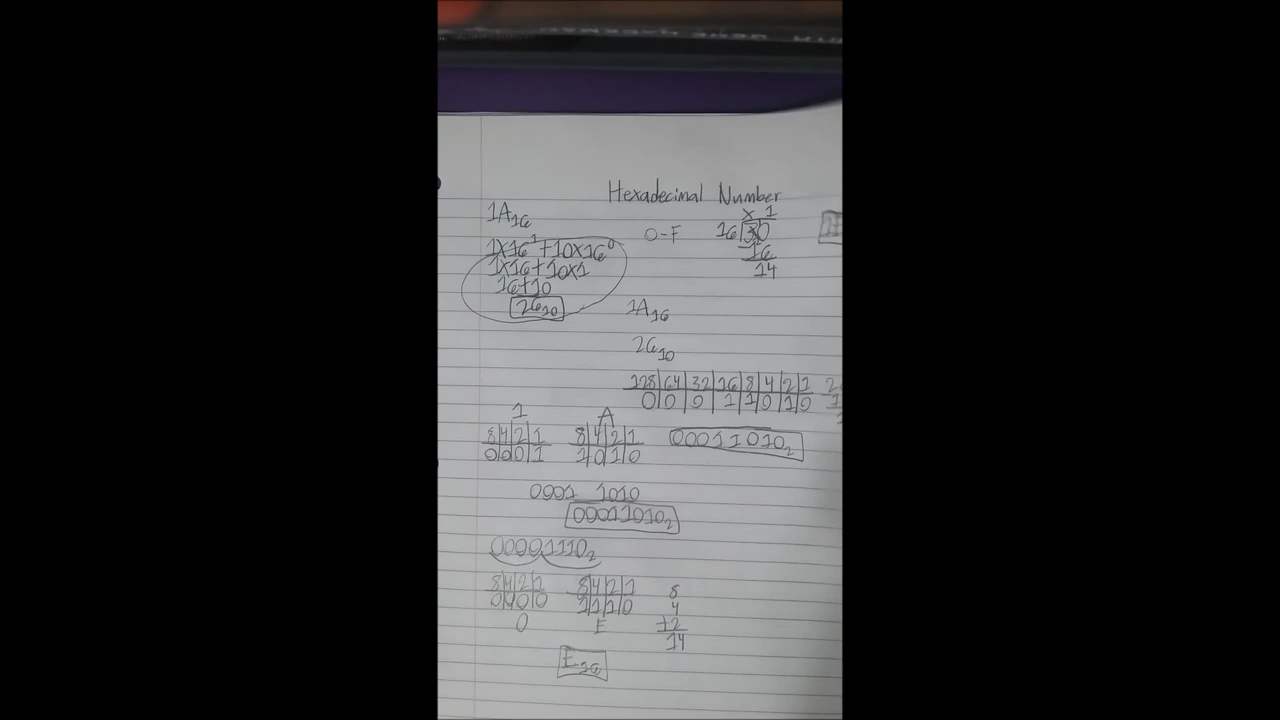 Hexadecimal Number
1A₁₆
0-F
x 1
16 30
- 16
14
1x16¹+10x16⁰
1x16+10x1
16+10
26₁₀
1A₁₆
26₁₀
128 64 32 16 8 4 2 1
0 0 0 1 1 0 1 0
00011010₂
1 A
8 4 2 1 8 4 2 1
0 0 0 1 1 0 1 0
0001 1010
00011010₂
00001110₂
8 4 2 1 8 4 2 1
0 0 0 0 1 1 1 0
0 E
8
4
+2
14
E₁₆